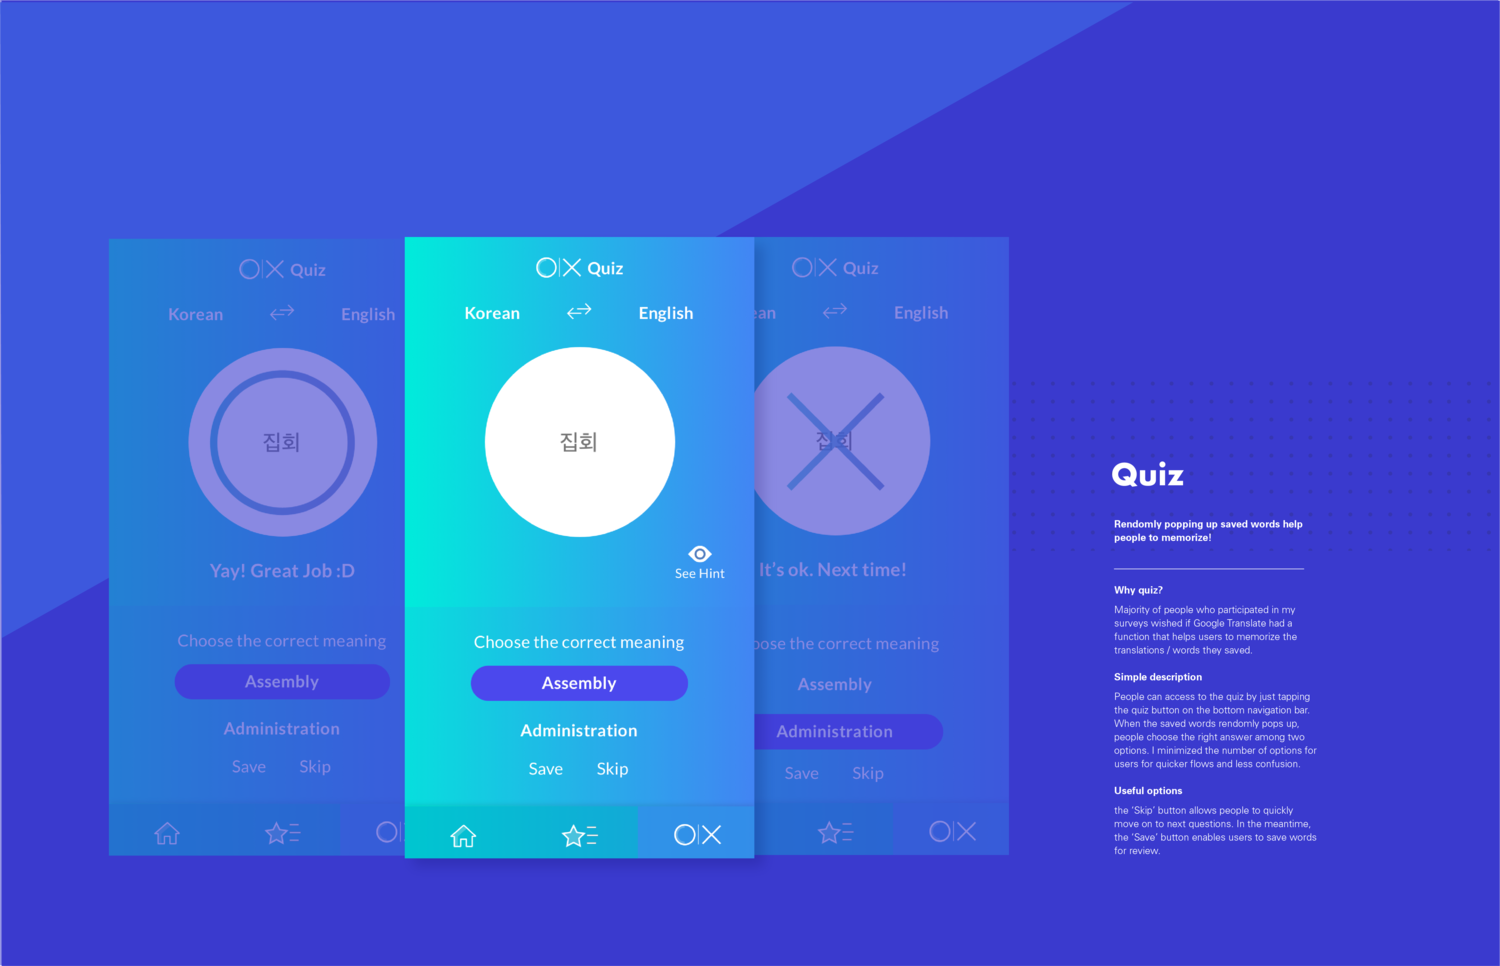 Quiz
Korean
English
집회
Yay! Great Job :D
Choose the correct meaning
Assembly
Administration
Save Skip
Quiz
Korean
English
집회
See Hint
Choose the correct meaning
Assembly
Administration
Save Skip
Quiz
ean
English
집회
It's ok. Next time!
oose the correct meaning
Assembly
Administration
Save Skip
Quiz
Rendomly popping up saved words help
people to memorize!
Why quiz?
Majority of people who participated in my
surveys wished if Google Translate had a
function that helps users to memorize the
translations / words they saved.
Simple description
People can access to the quiz by just tapping
the quiz button on the bottom navigation bar.
When the saved words rendomly pops up,
people choose the right answer among two
options. I minimized the number of options for
users for quicker flows and less confusion.
Useful options
the 'Skip' button allows people to quickly
move on to next questions. In the meantime,
the 'Save' button enables users to save words
for review.